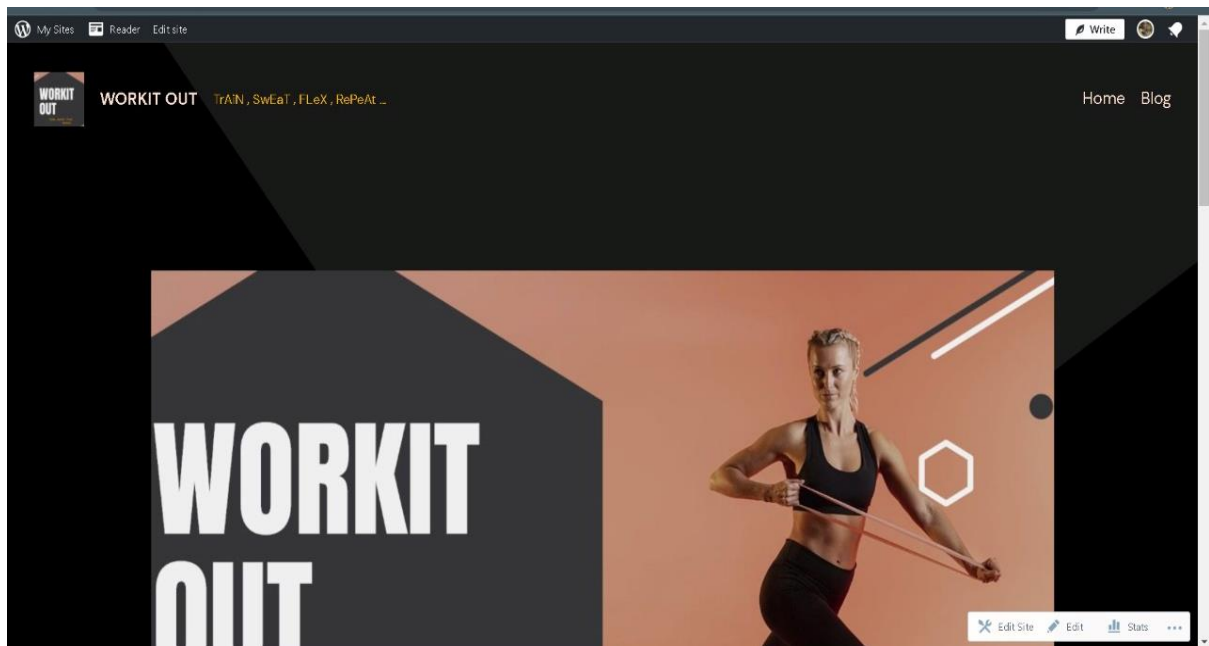 My Sites Reader Edit site Write
WORKIT OUT
WORKIT OUT TrAiN , SwEaT , FLeX , RePeAt ... Home Blog
WORKIT
OUT
Edit Site Edit Stats ...